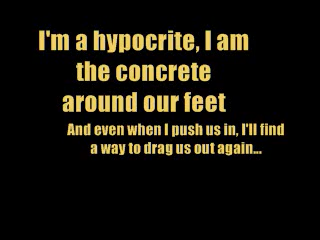 I'm a hypocrite, I am
the concrete
around our feet
And even when I push us in, I'll find
a way to drag us out again...